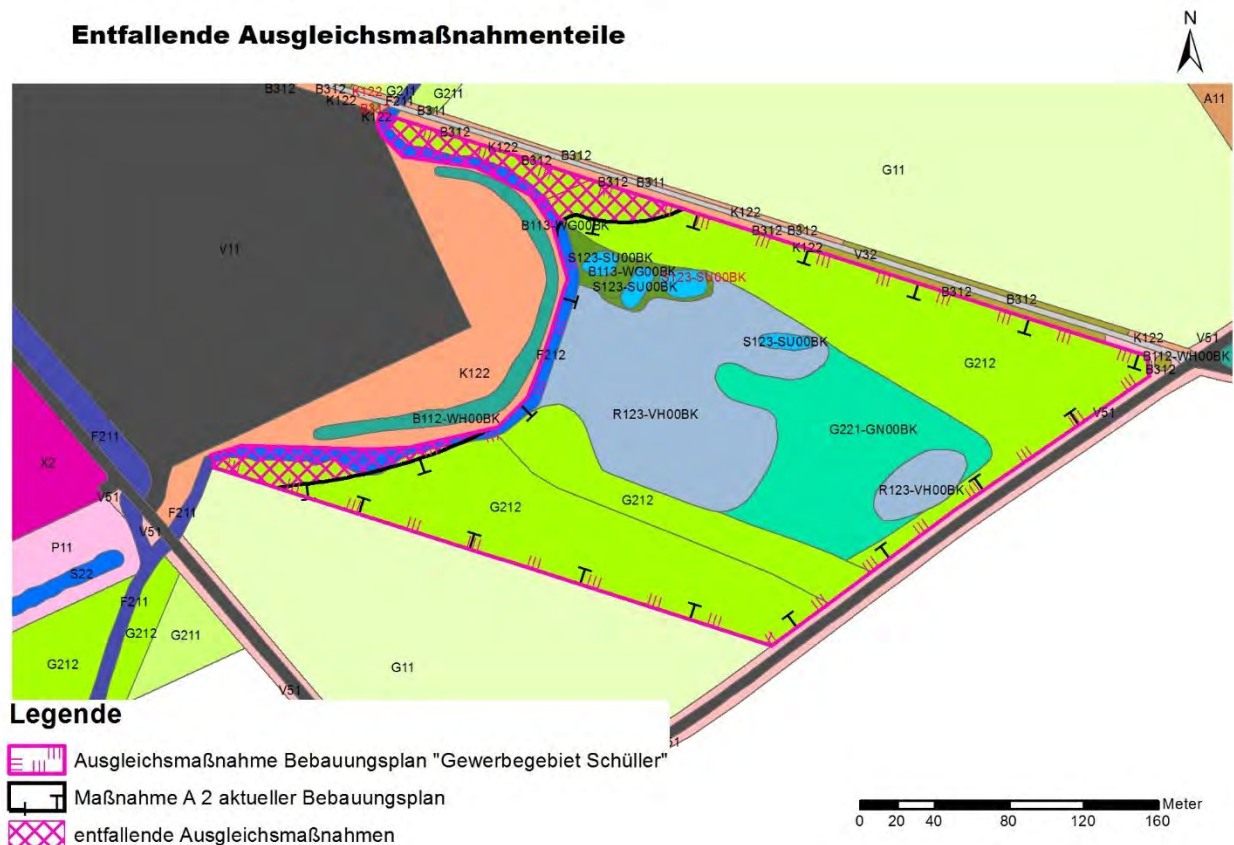 Entfallende Ausgleichsmaßnahmenteile
N
B312 B312 K122 G211 G211
K122 F211
B312 B311
K122
A11
B312
K122
B312 B312
G11
B312 B311
K122
V11
B113-WG00BK
B312 B312
K122
V32
S123-SU00BK
B113-WG00BK S123-SU00BK
S123-SU00BK
B312
B312
S123-SU00BK
K122
V51
B112-WH00BK
B312
F212
G212
K122
R123-VH00BK
B112-WH00BK
V51
G221-GN00BK
F211
X2
R123-VH00BK
G212
G212
V51
F211
V51
P11
S22
F211
G212
G211
G212
G11
V51
51
Legende
Ausgleichsmaßnahme Bebauungsplan "Gewerbegebiet Schüller"
Maßnahme A 2 aktueller Bebauungsplan
entfallende Ausgleichsmaßnahmen
Meter
0 20 40 80 120 160